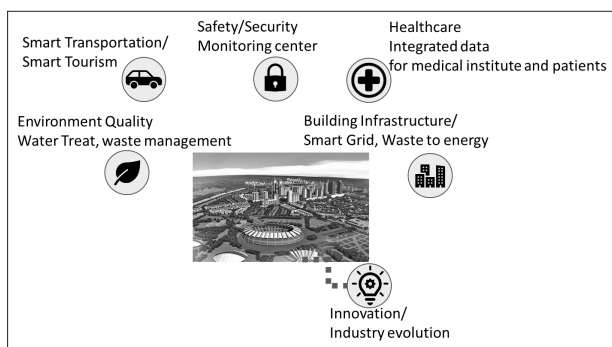 Smart Transportation/
Smart Tourism
Safety/Security
Monitoring center
Healthcare
Integrated data
for medical institute and patients
Environment Quality
Water Treat, waste management
Building Infrastructure/
Smart Grid, Waste to energy
Innovation/
Industry evolution